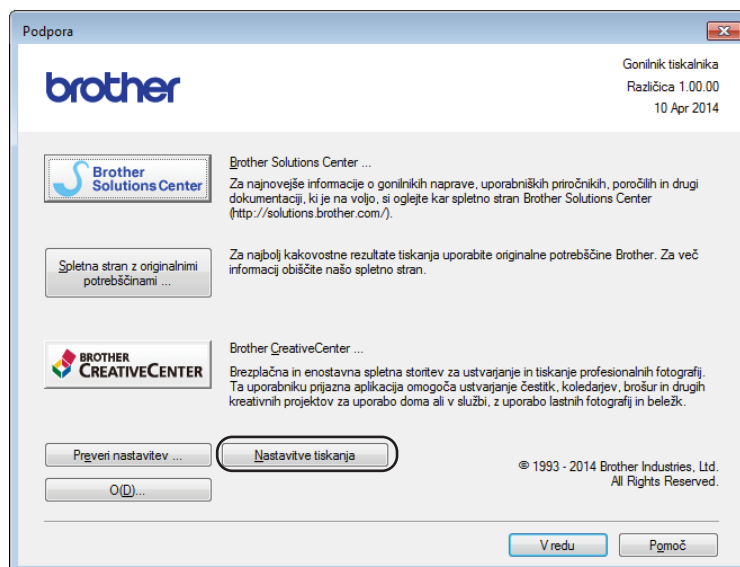 Podpora
brother
Gonilnik tiskalnika
Različica 1.00.00
10 Apr 2014
Brother
Solutions Center
Brother Solutions Center ...
Za najnovejše informacije o gonilnikih naprave, uporabniških priročnikih, poročilih in drugi
dokumentaciji, ki je na voljo, si oglejte kar spletno stran Brother Solutions Center
(http://solutions.brother.com/).
Spletna stran z originalnimi
potrebščinami ...
Za najbolj kakovostne rezultate tiskanja uporabite originalne potrebščine Brother. Za več
informacij obiščite našo spletno stran.
BROTHER
CREATIVECENTER
Brother CreativeCenter ...
Brezplačna in enostavna spletna storitev za ustvarjanje in tiskanje profesionalnih fotografij.
Ta uporabniku prijazna aplikacija omogoča ustvarjanje čestitk, koledarjev, brošur in drugih
kreativnih projektov za uporabo doma ali v službi, z uporabo lastnih fotografij in beležk.
Preveri nastavitev ...
Nastavitve tiskanja
O(D)...
© 1993 - 2014 Brother Industries, Ltd.
All Rights Reserved.
V redu
Pomoč